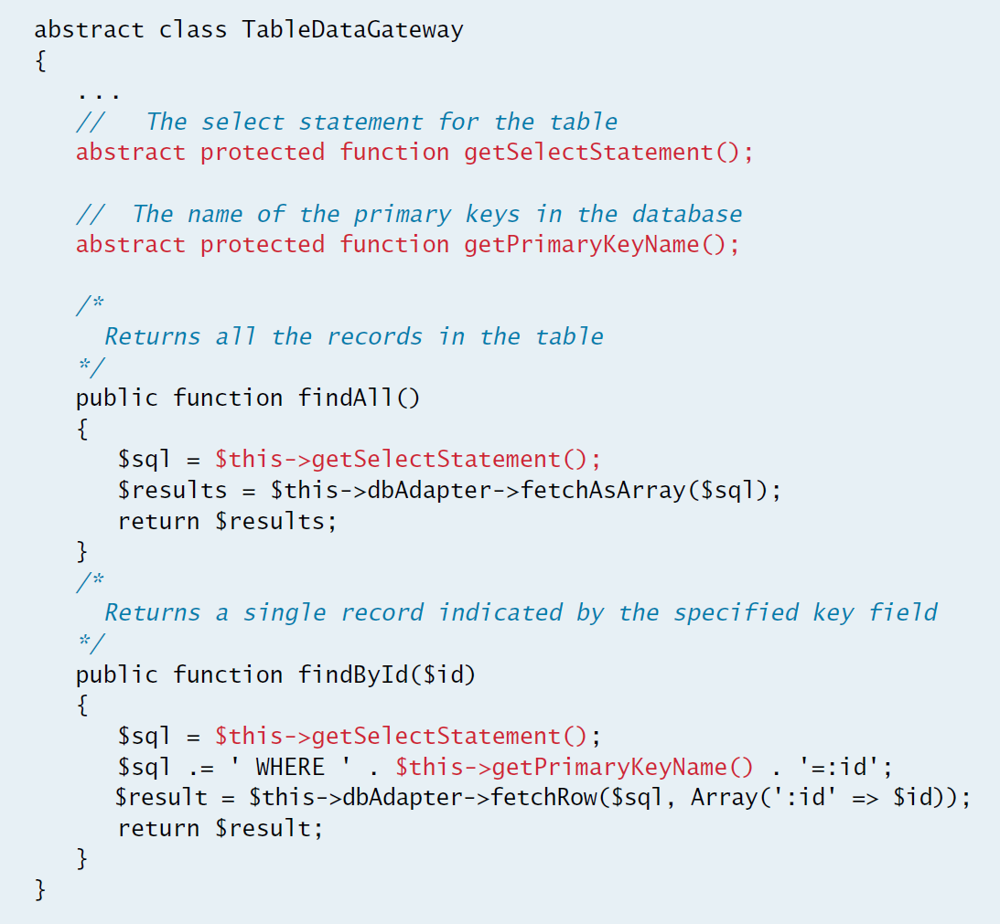 abstract class TableDataGateway
{
...
//   The select statement for the table
abstract protected function getSelectStatement();
//  The name of the primary keys in the database
abstract protected function getPrimaryKeyName();
/*
Returns all the records in the table
*/
public function findAll()
{
$sql = $this->getSelectStatement();
$results = $this->dbAdapter->fetchAsArray($sql);
return $results;
}
/*
Returns a single record indicated by the specified key field
*/
public function findById($id)
{
$sql = $this->getSelectStatement();
$sql .= ' WHERE ' . $this->getPrimaryKeyName() . '=:id';
$result = $this->dbAdapter->fetchRow($sql, Array(':id' => $id));
return $result;
}
}